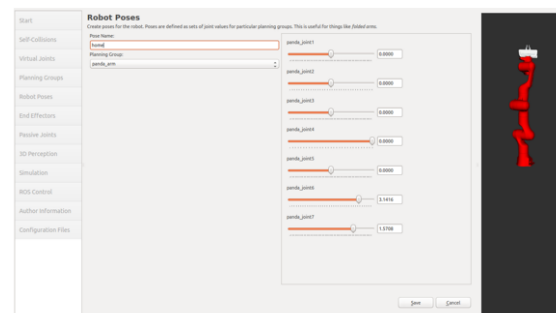 Start
Self-Collisions
Virtual Joints
Planning Groups
Robot Poses
End Effectors
Passive Joints
3D Perception
Simulation
ROS Control
Author Information
Configuration Files
Robot Poses
Create poses for the robot. Poses are defined as sets of joint values for particular planning groups. This is useful for things like folded arms.
Pose Name:
home
Planning Group:
panda_arm
panda_joint1
0.0000
panda_joint2
0.0000
panda_joint3
0.0000
panda_joint4
0.0000
panda_joint5
0.0000
panda_joint6
3.1416
panda_joint7
1.5708
Save
Cancel